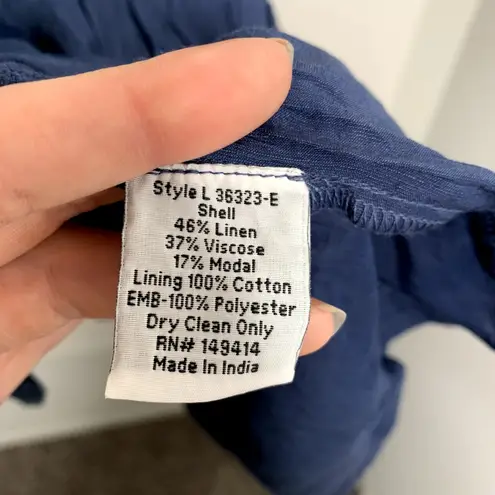 Style L 36323-E
Shell
46% Linen
37% Viscose
17% Modal
Lining 100% Cotton
EMB-100% Polyester
Dry Clean Only
RN# 149414
Made In India